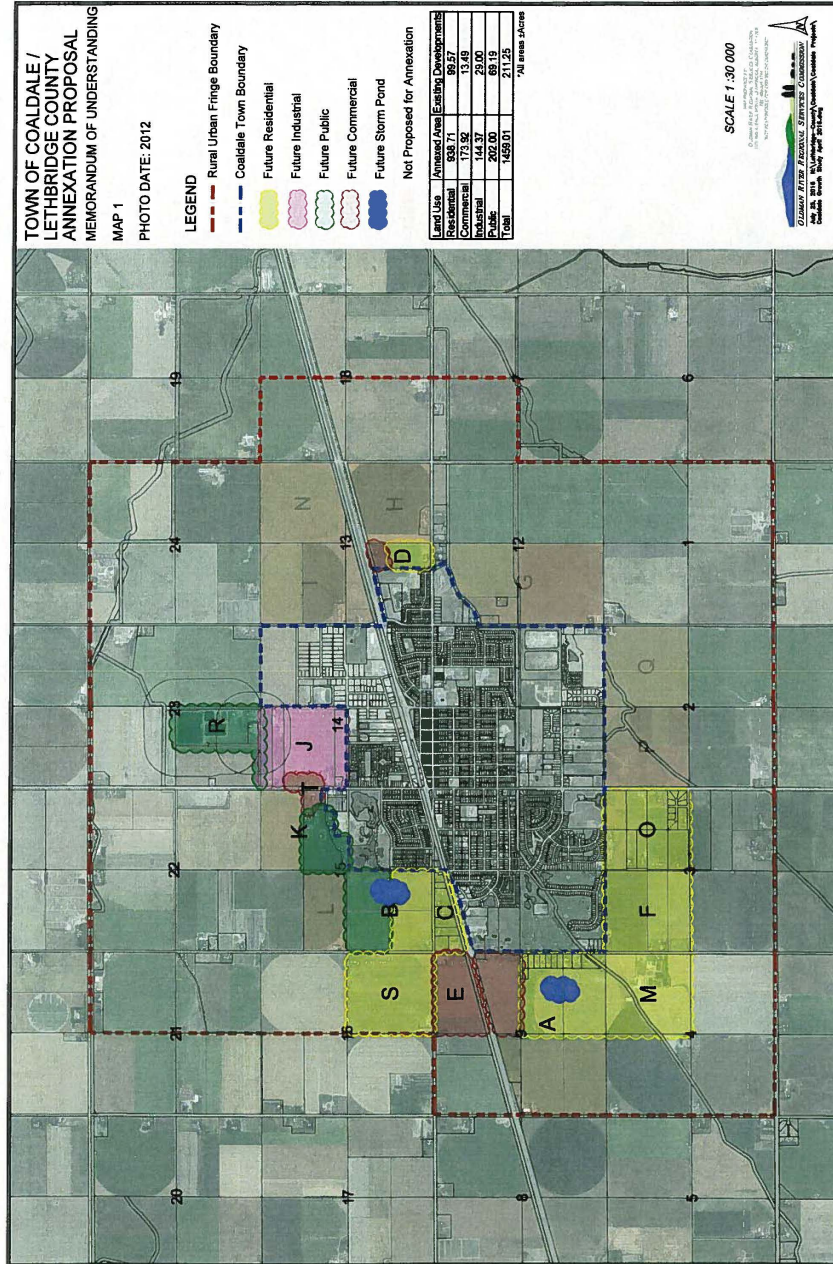 TOWN OF COALDALE /
LETHBRIDGE COUNTY
ANNEXATION PROPOSAL
MEMORANDUM OF UNDERSTANDING
MAP 1
PHOTO DATE: 2012
LEGEND
Rural Urban Fringe Boundary
Coaldale Town Boundary
Future Residential
Future Industrial
Future Public
Future Commercial
Future Storm Pond
Not Proposed for Annexation
Land Use Annexed Area Existing Developments
Residential 938.71 99.57
Commercial 173.92 13.49
Industrial 144.37 29.00
Public 202.00 69.19
Total 1459.01 211.25
*All areas ±Acres
SCALE 1:30 000
OLDMAN RIVER REGIONAL SERVICES COMMISSION
20
21
22
23
24
19
R
K
T
J
L
I
N
17
16
15
14
13
18
S
B
C
D
H
E
8
9
12
7
A
G
M
F
O
Q
5
4
3
2
1
6